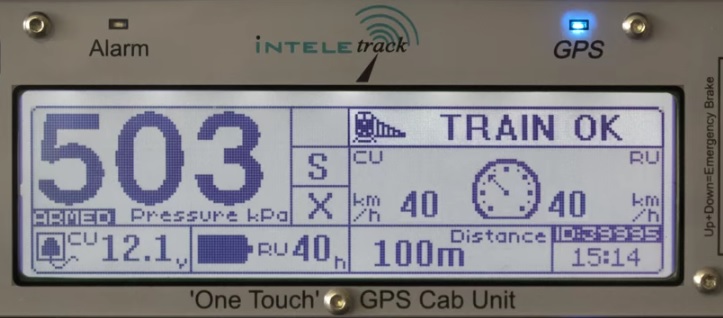 Alarm
INTELEtrack
GPS
503
ARMED Pressure kPa
S
X
TRAIN OK
CU RU
km/h 40 40 km/h
CU 12.1v
RU 40h
Distance
100m
ID:39995
15:14
'One Touch' GPS Cab Unit
Up+Down=Emergency Brake